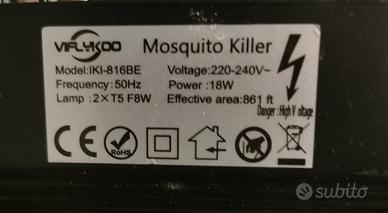 VIFLYKOO Mosquito Killer
Model:IKI-816BE Voltage:220-240V~
Frequency:50Hz Power:18W
Lamp:2×T5 F8W Effective area:861 ft
Danger:High Voltage
CE RoHS
subito